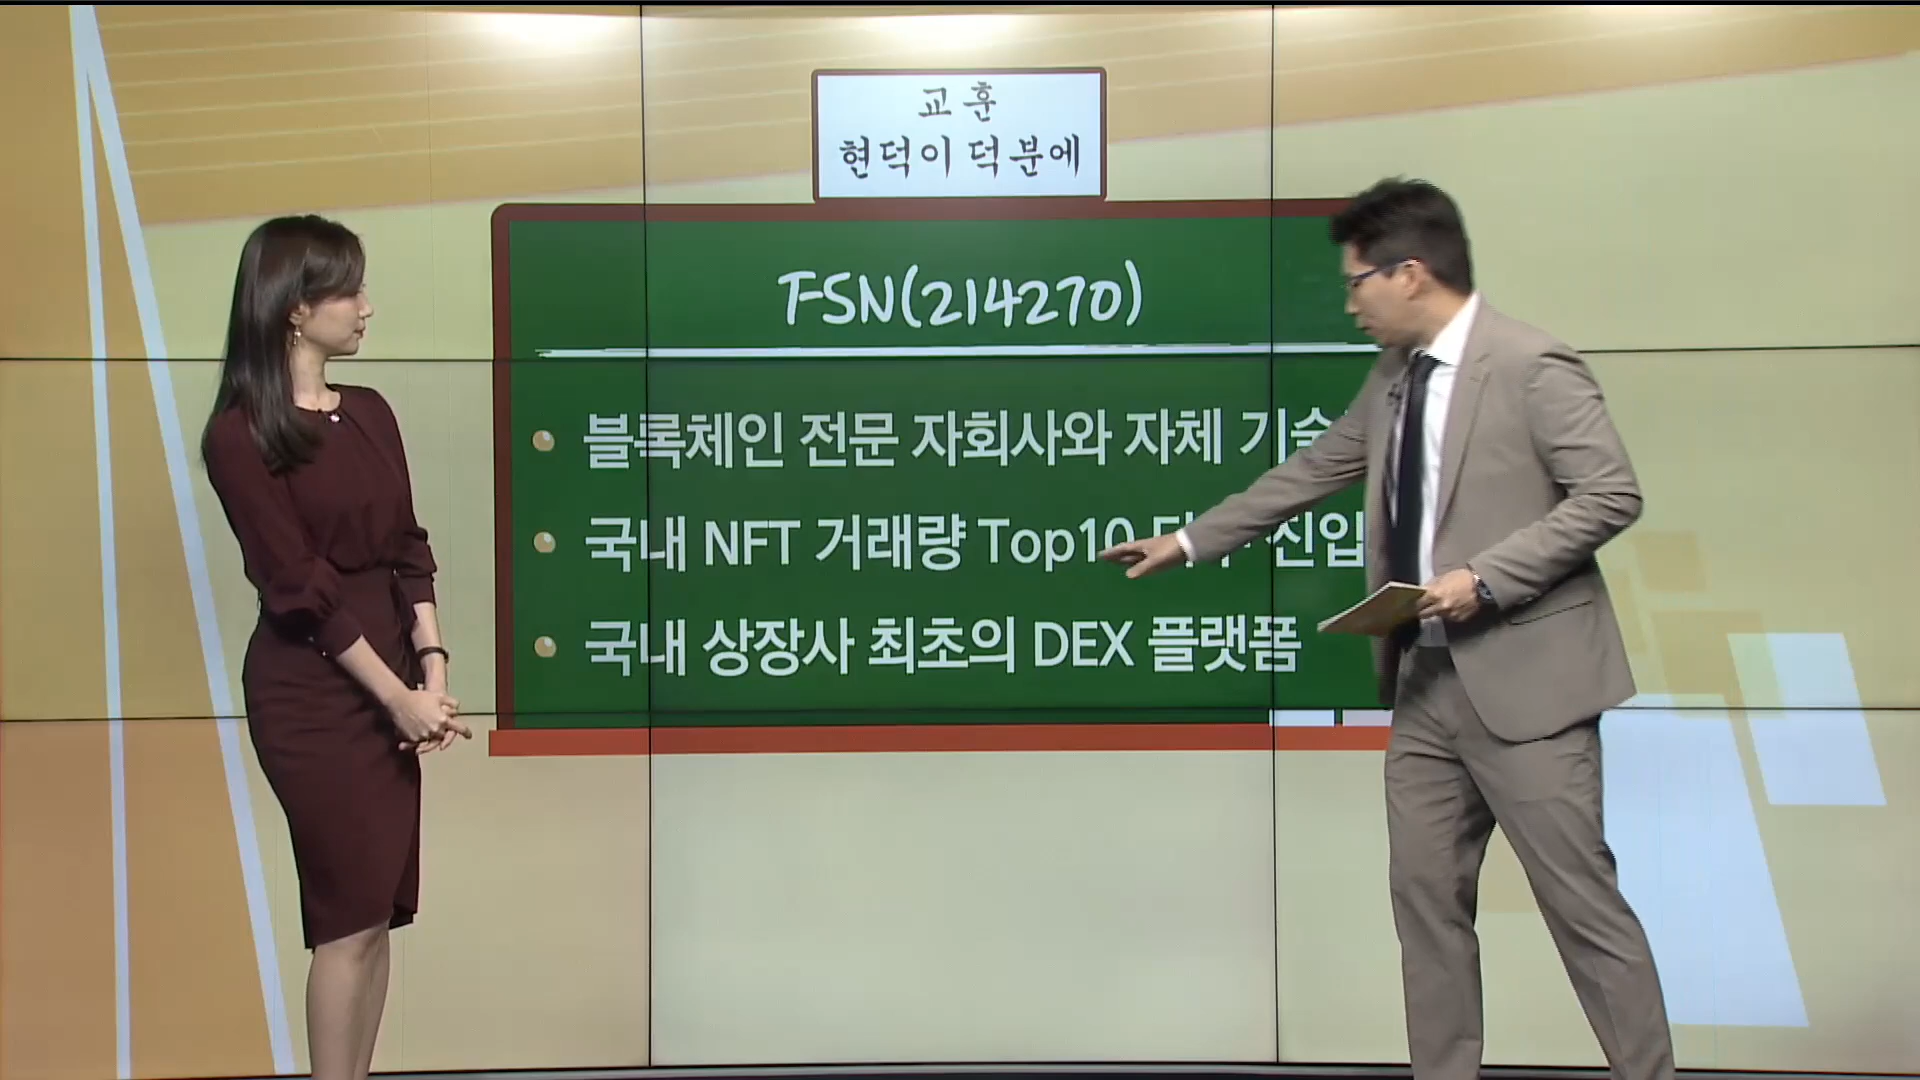 교훈
현덕이 덕분에
FSN(214270)
블록체인 전문 자회사와 자체 기술
국내 NFT 거래량 Top10 진입
국내 상장사 최초의 DEX 플랫폼